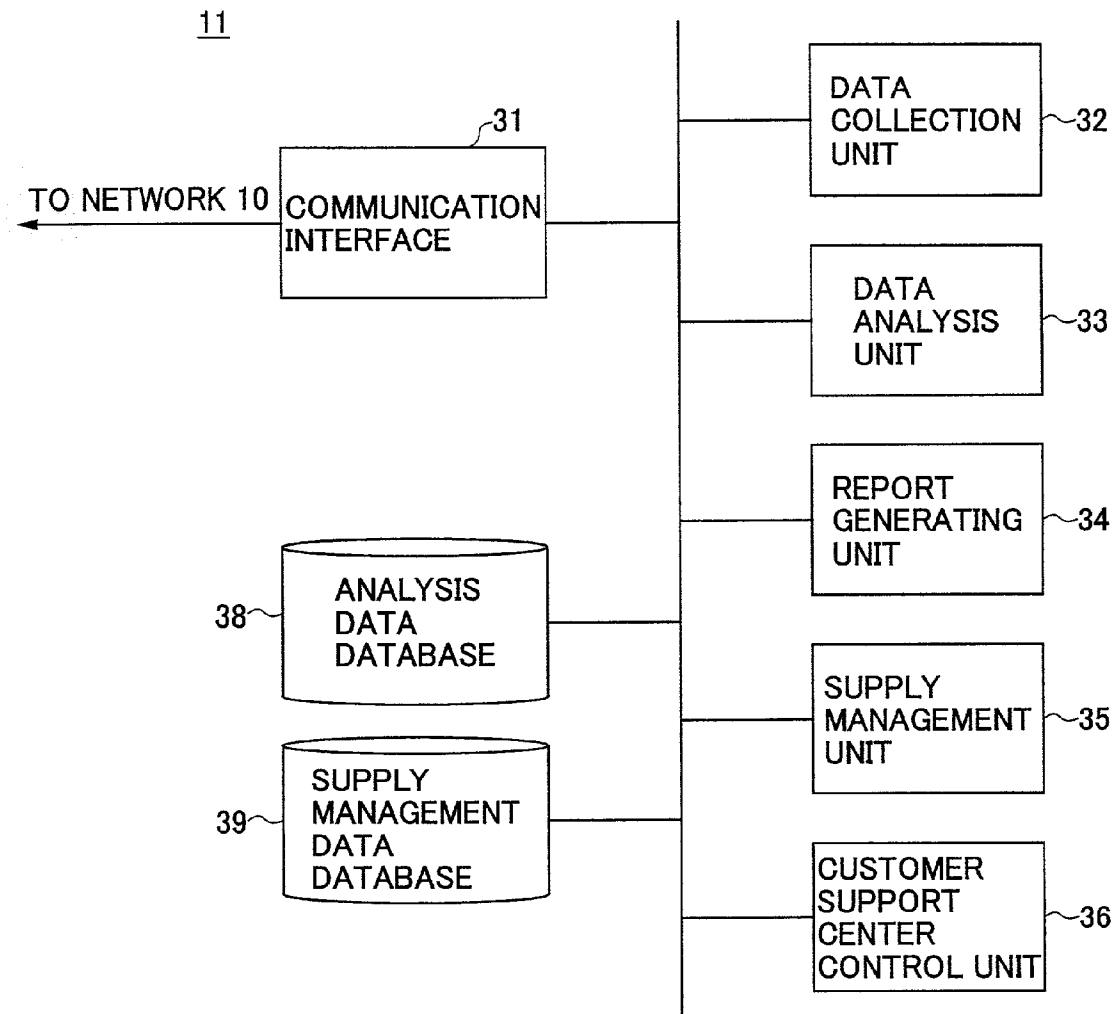 11
31
TO NETWORK 10
COMMUNICATION
INTERFACE
DATA
COLLECTION
UNIT
32
DATA
ANALYSIS
UNIT
33
REPORT
GENERATING
UNIT
34
38
ANALYSIS
DATA
DATABASE
SUPPLY
MANAGEMENT
UNIT
35
39
SUPPLY
MANAGEMENT
DATA
DATABASE
CUSTOMER
SUPPORT
CENTER
CONTROL UNIT
36